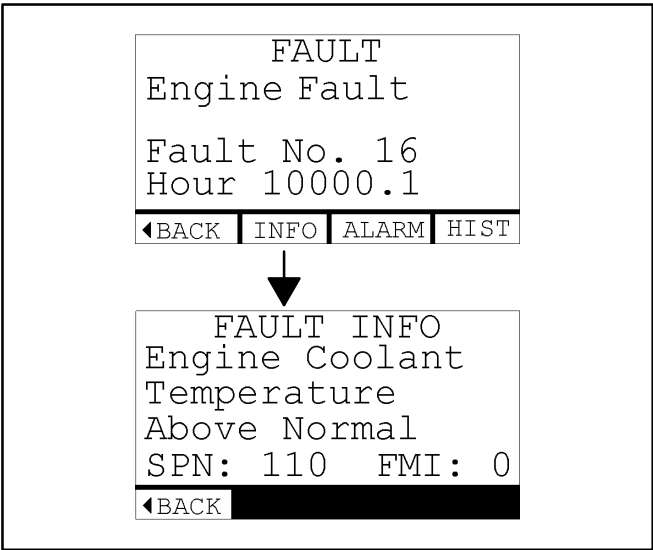 FAULT
Engine Fault
Fault No. 16
Hour 10000.1
◀BACK INFO ALARM HIST
FAULT INFO
Engine Coolant
Temperature
Above Normal
SPN: 110 FMI: 0
◀BACK